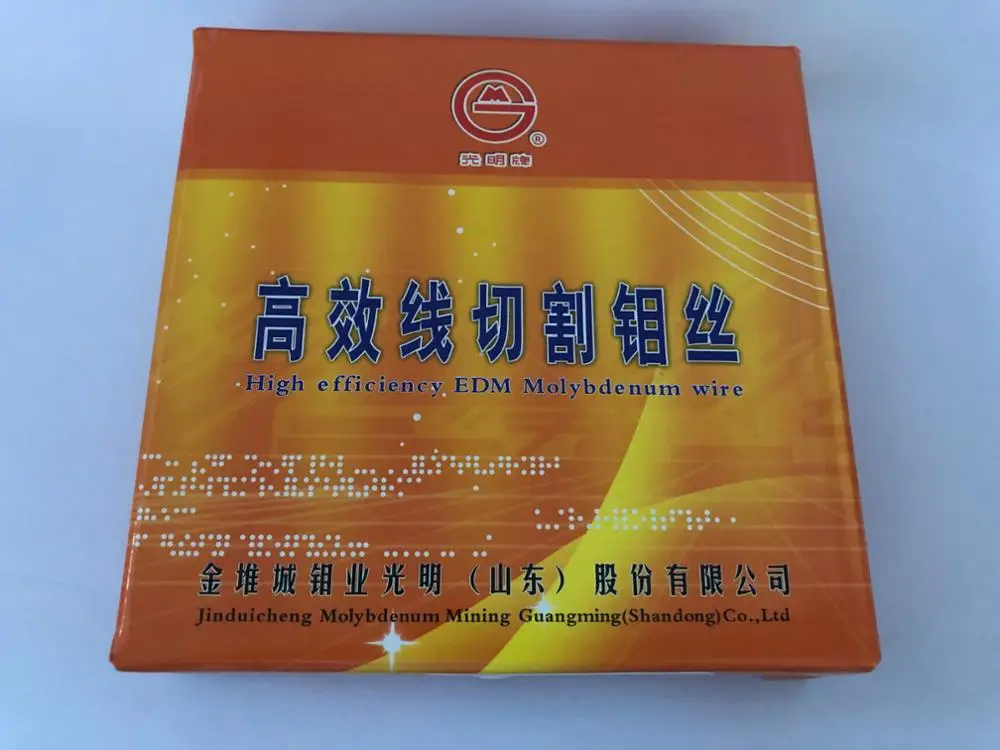 ®
光明牌
高效线切割钼丝
High efficiency EDM Molybdenum wire
金堆城钼业光明（山东）股份有限公司
Jinduicheng Molybdenum Mining Guangming(Shandong)Co.,Ltd